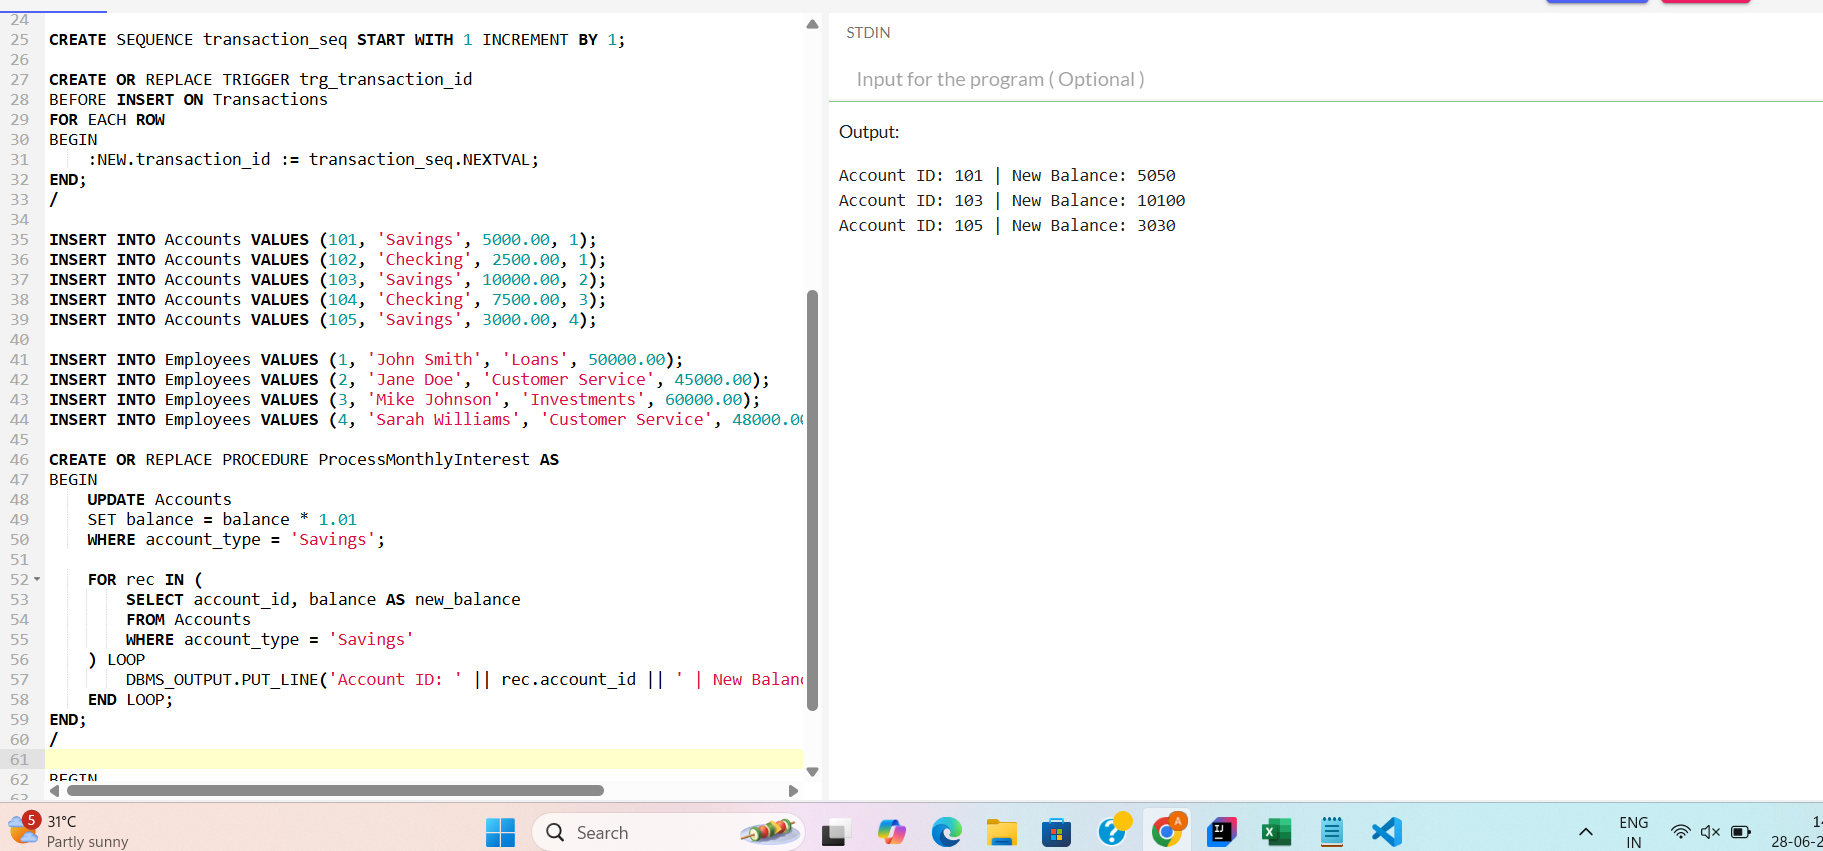 24
25 CREATE SEQUENCE transaction_seq START WITH 1 INCREMENT BY 1;
26
27 CREATE OR REPLACE TRIGGER trg_transaction_id
28 BEFORE INSERT ON Transactions
29 FOR EACH ROW
30 BEGIN
31 :NEW.transaction_id := transaction_seq.NEXTVAL;
32 END;
33 /
34
35 INSERT INTO Accounts VALUES (101, 'Savings', 5000.00, 1);
36 INSERT INTO Accounts VALUES (102, 'Checking', 2500.00, 1);
37 INSERT INTO Accounts VALUES (103, 'Savings', 10000.00, 2);
38 INSERT INTO Accounts VALUES (104, 'Checking', 7500.00, 3);
39 INSERT INTO Accounts VALUES (105, 'Savings', 3000.00, 4);
40
41 INSERT INTO Employees VALUES (1, 'John Smith', 'Loans', 50000.00);
42 INSERT INTO Employees VALUES (2, 'Jane Doe', 'Customer Service', 45000.00);
43 INSERT INTO Employees VALUES (3, 'Mike Johnson', 'Investments', 60000.00);
44 INSERT INTO Employees VALUES (4, 'Sarah Williams', 'Customer Service', 48000.0
45
46 CREATE OR REPLACE PROCEDURE ProcessMonthlyInterest AS
47 BEGIN
48 UPDATE Accounts
49 SET balance = balance * 1.01
50 WHERE account_type = 'Savings';
51
52 FOR rec IN (
53 SELECT account_id, balance AS new_balance
54 FROM Accounts
55 WHERE account_type = 'Savings'
56 ) LOOP
57 DBMS_OUTPUT.PUT_LINE('Account ID: ' || rec.account_id || ' | New Balan
58 END LOOP;
59 END;
60 /
61
62 BEGIN
63
STDIN
Input for the program ( Optional )
Output:
Account ID: 101 | New Balance: 5050
Account ID: 103 | New Balance: 10100
Account ID: 105 | New Balance: 3030
5
31°C
Partly sunny
Search
A
IJ
ENG
IN
28-06-2